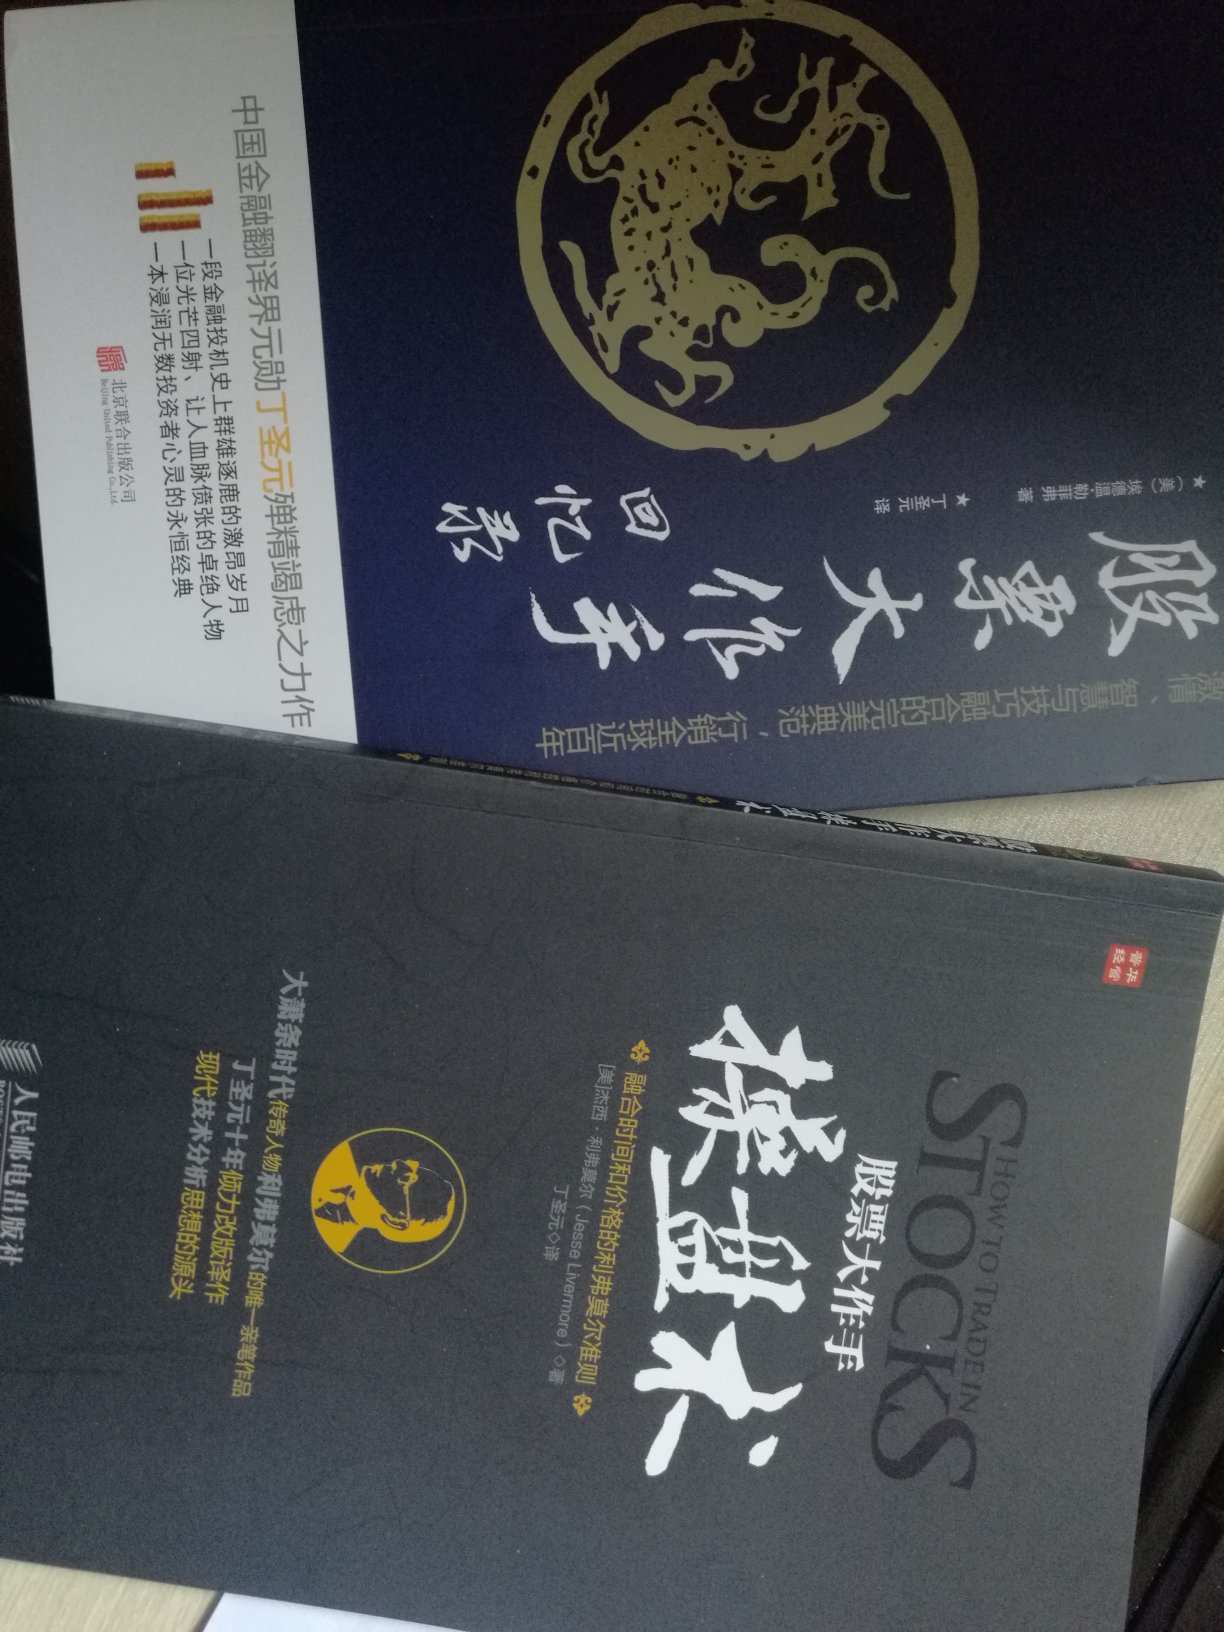 ★（美）埃德温·勒菲弗 著
★ 丁圣元 译
股票大作手
回忆录
激情、智慧与技巧融合的完美典范，行销全球近百年
中国金融翻译界元勋丁圣元殚精竭虑之力作
一段金融投机史上群雄逐鹿的激昂岁月
一位光芒四射、让人血脉偾张的卓绝人物
一本浸润无数投资者心灵的永恒经典
北京联合出版公司
Beijing United Publishing Co.,Ltd.
普华
经管
HOW TO TRADE IN
STOCKS
股票大作手
操盘术
融合时间和价格的利弗莫尔准则
[美]杰西·利弗莫尔（Jesse Livermore）◇著
丁圣元◇译
大萧条时代传奇人物利弗莫尔的唯一亲笔作品
丁圣元十年倾力改版译作
现代技术分析思想的源头
人民邮电出版社